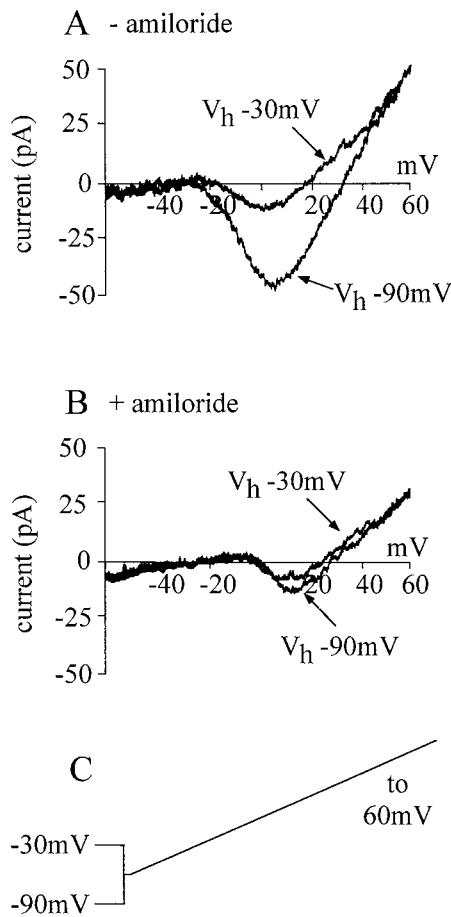 A - amiloride
50
Vh -30mV
25
mV
0
-40 -20 20 40 60
-25
Vh -90mV
-50
current (pA)
B + amiloride
50
Vh -30mV
25
mV
0
-40 -20 20 40 60
-25
Vh -90mV
-50
current (pA)
C
to
60mV
-30mV
-90mV